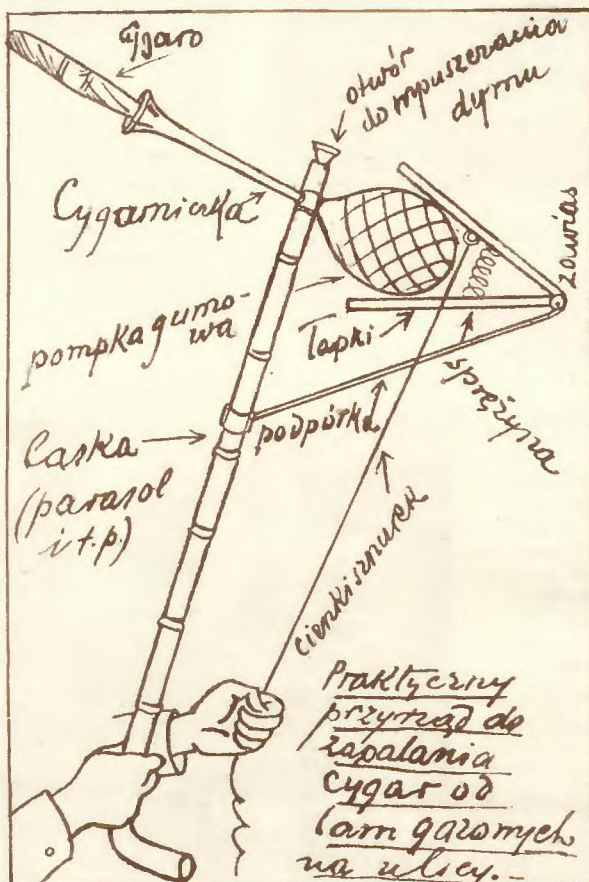 Cygaro
otwór
do wpuszczania
dymu
Cygarniczka
zawias
pompka gumo-
wa
Łapki
sprężyna
podpórka
Laska
(parasol
i t.p.)
cienki sznurek
Praktyczny
przyrząd do
zapalania
cygar od
lamp gazowych
na ulicy.-